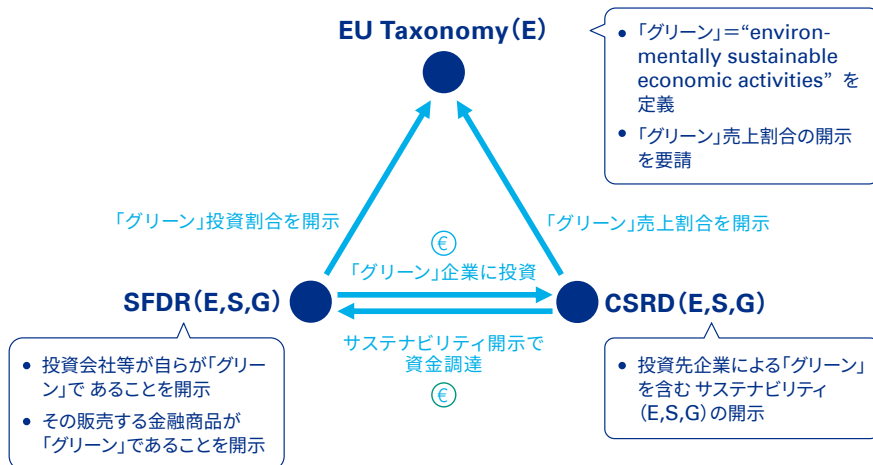 EU Taxonomy(E)
• 「グリーン」=“environ-
mentally sustainable
economic activities” を
定義
• 「グリーン」売上割合の開示
を要請
「グリーン」投資割合を開示
「グリーン」売上割合を開示
€
「グリーン」企業に投資
SFDR(E,S,G)
CSRD(E,S,G)
サステナビリティ開示で
資金調達
€
• 投資会社等が自らが「グリー
ン」で あることを開示
• その販売する金融商品が
「グリーン」であることを開示
• 投資先企業による「グリーン」
を含む サステナビリティ
(E,S,G)の開示